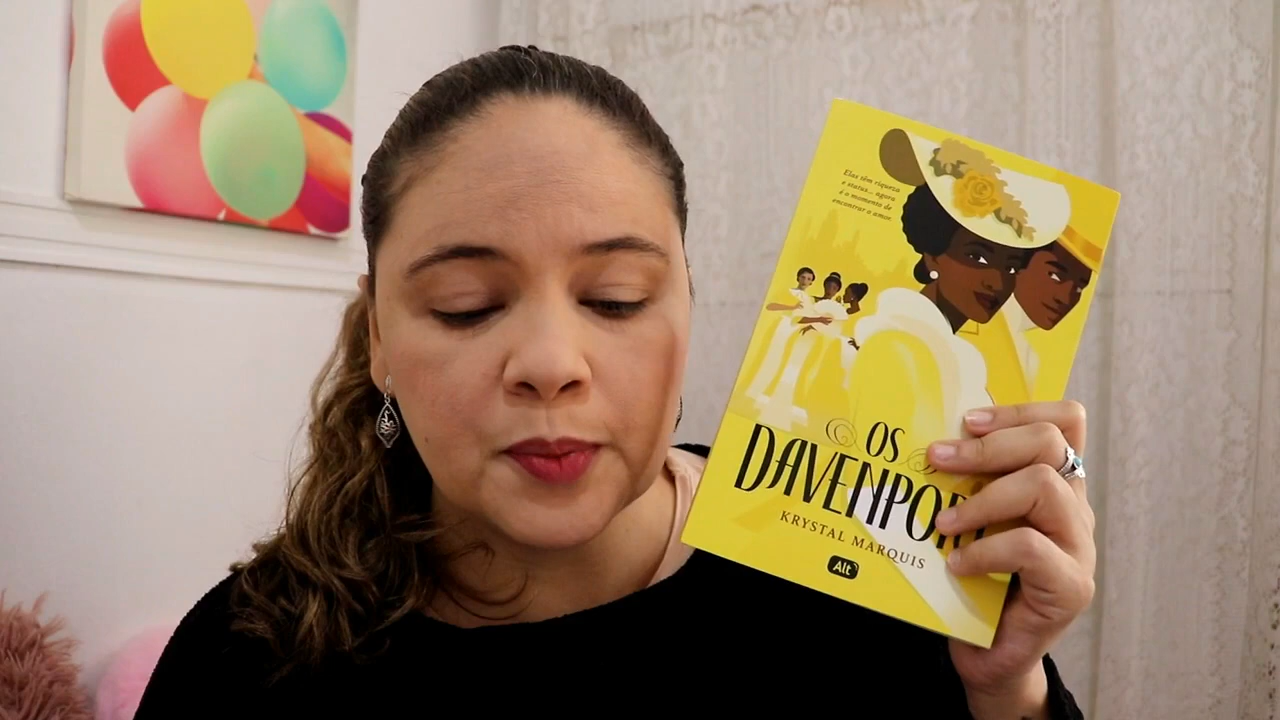 Elas têm riqueza
e status... agora
é o momento de
encontrar o amor.
OS
DAVENPOR
KRYSTAL MARQUIS
Alt